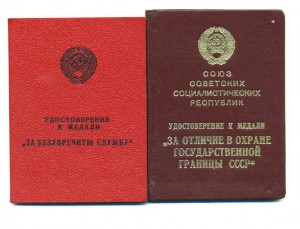 УДОСТОВЕРЕНИЕ
К МЕДАЛИ
„ЗА БЕЗУПРЕЧНУЮ СЛУЖБУ"
СОЮЗ
СОВЕТСКИХ
СОЦИАЛИСТИЧЕСКИХ
РЕСПУБЛИК
УДОСТОВЕРЕНИЕ К МЕДАЛИ
„ЗА ОТЛИЧИЕ В ОХРАНЕ
ГОСУДАРСТВЕННОЙ
ГРАНИЦЫ СССР"